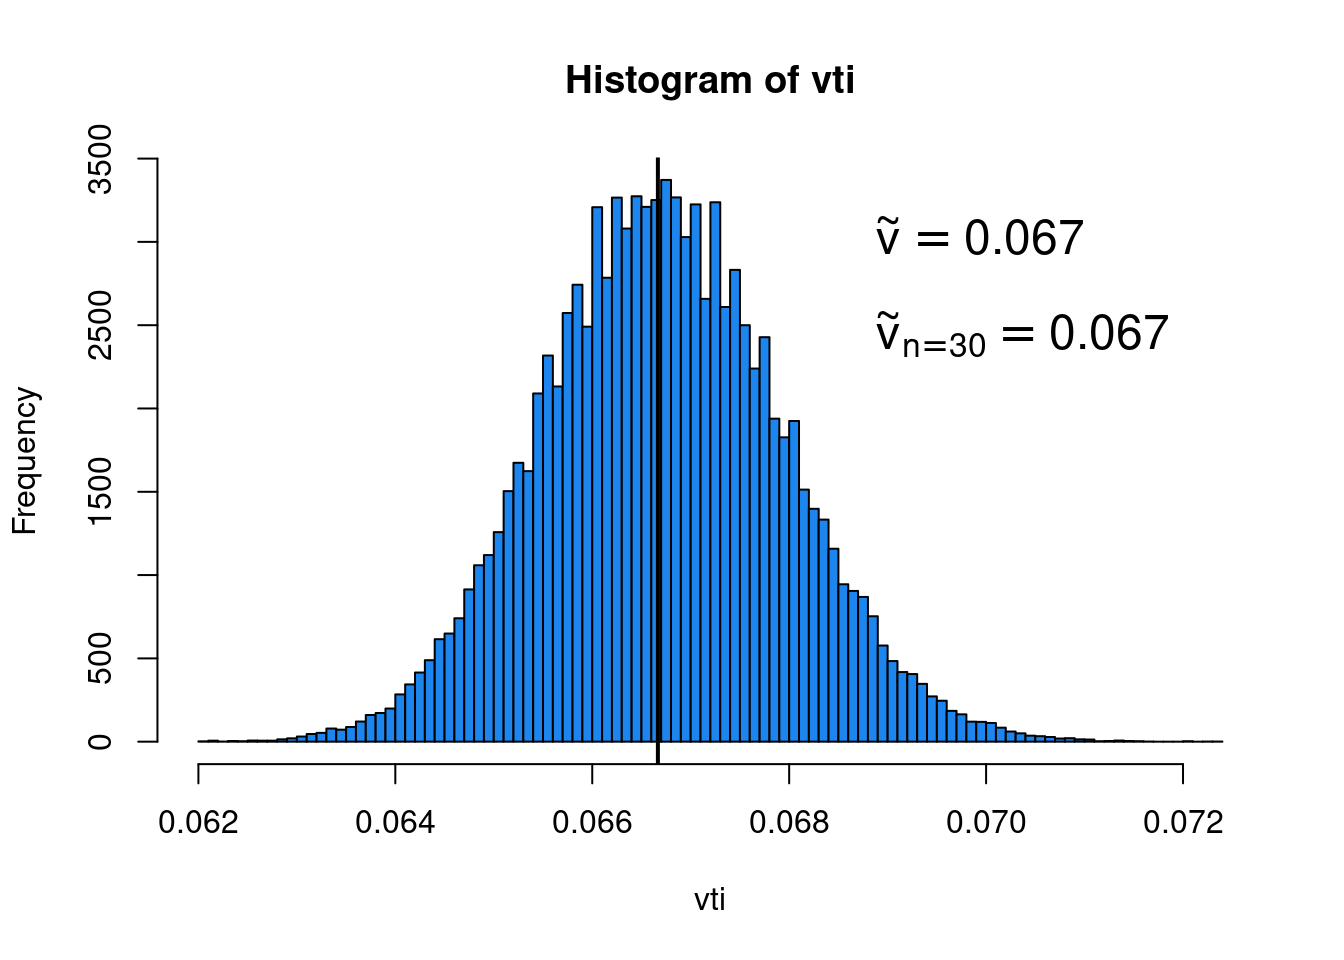 Histogram of vti
ṽ = 0.067
ṽn=30 = 0.067
Frequency
3500
2500
1500
500
0
0.062 0.064 0.066 0.068 0.070 0.072
vti